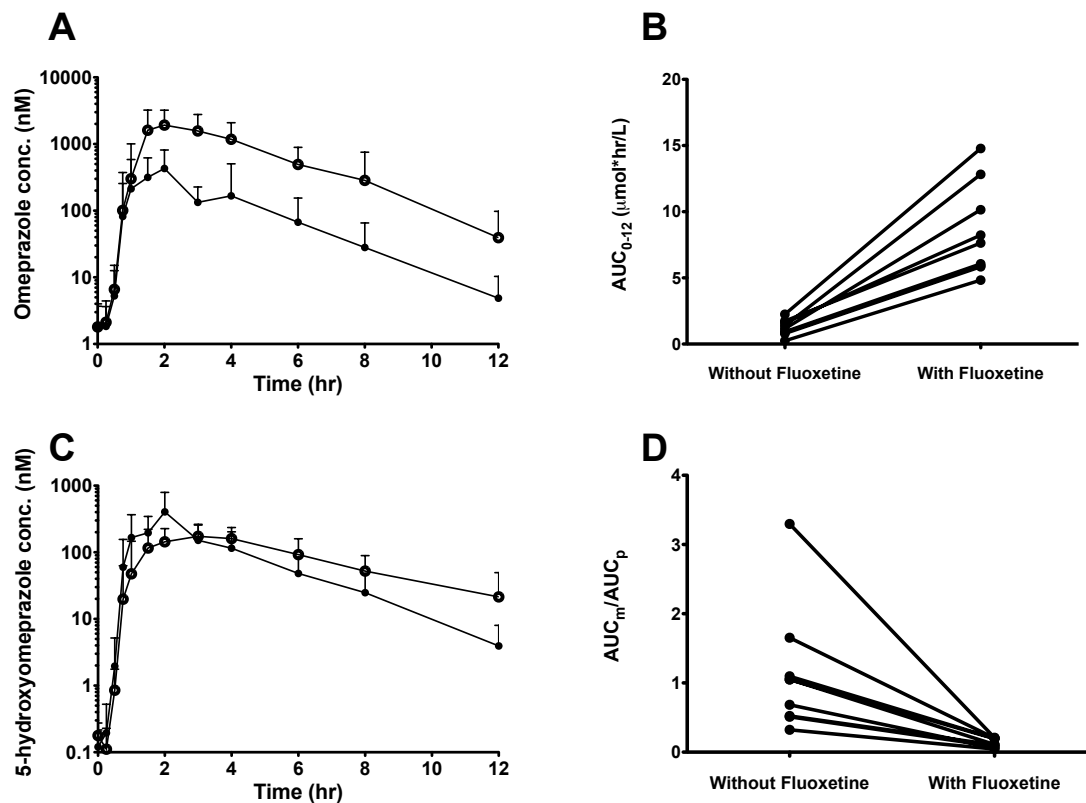 A
Omeprazole conc. (nM)
10000
1000
100
10
1
0 2 4 6 8 10 12
Time (hr)
B
AUC0-12 (μmol*hr/L)
20
15
10
5
0
Without Fluoxetine With Fluoxetine
C
5-hydroxyomeprazole conc. (nM)
1000
100
10
1
0.1
0 2 4 6 8 10 12
Time (hr)
D
AUCm/AUCp
4
3
2
1
0
Without Fluoxetine With Fluoxetine